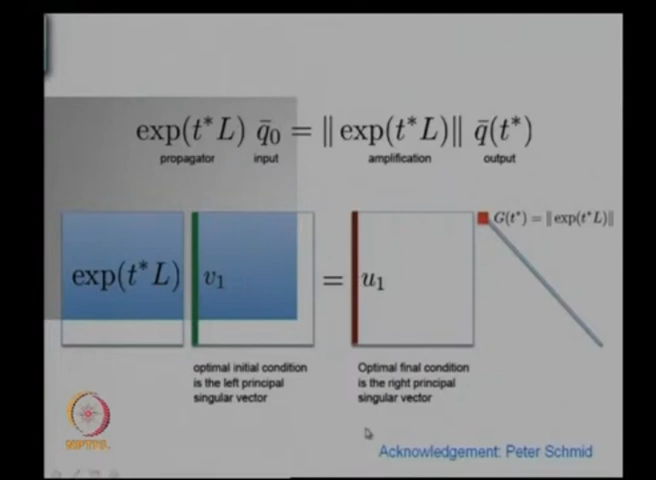 exp(t*L) q̄₀ = ‖ exp(t*L)‖ q̄(t*)
propagator input amplification output
exp(t*L) v₁ = u₁ G(t*) = ‖ exp(t*L)‖
optimal initial condition
is the left principal
singular vector
Optimal final condition
is the right principal
singular vector
NPTEL
Acknowledgement: Peter Schmid